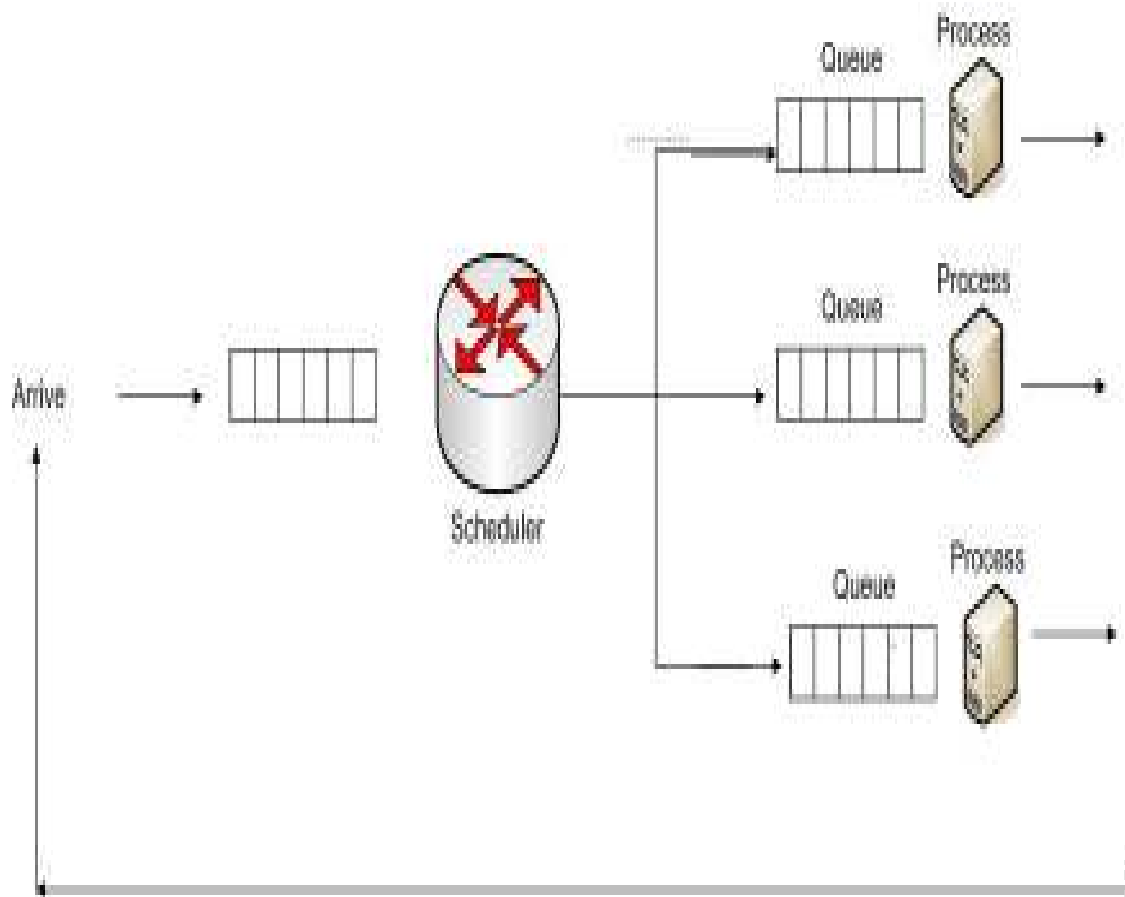 Process
Queue
Process
Queue
Arrive
Scheduler
Process
Queue